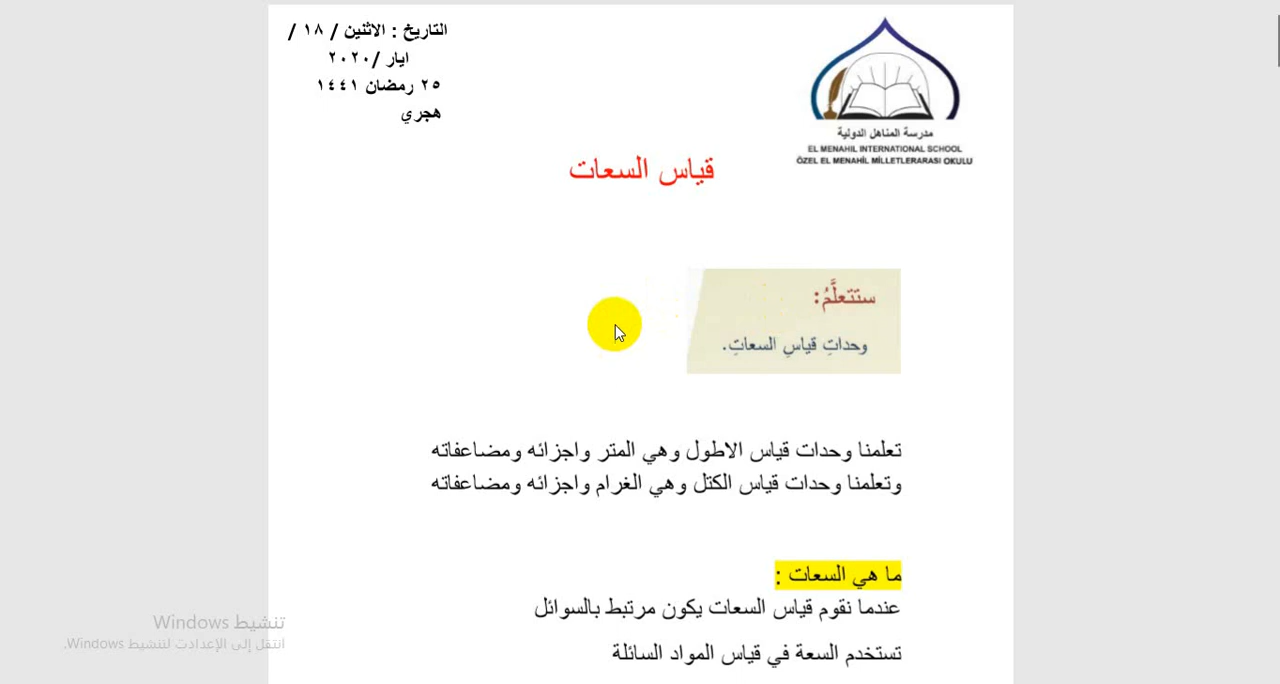 التاريخ : الاثنين / ١٨ /
ايار /٢٠٢٠
٢٥ رمضان ١٤٤١
هجري
مدرسة المناهل الدولية
EL MENAHIL INTERNATIONAL SCHOOL
ÖZEL EL MENAHİL MİLLETLERARASI OKULU
قياس السعات
ستتعلَّمُ:
وحداتِ قياسِ السعاتِ.
تعلمنا وحدات قياس الاطول وهي المتر واجزائه ومضاعفاته
وتعلمنا وحدات قياس الكتل وهي الغرام واجزائه ومضاعفاته
ما هي السعات :
عندما نقوم قياس السعات يكون مرتبط بالسوائل
تستخدم السعة في قياس المواد السائلة
تنشيط Windows
انتقل إلى الإعدادت لتنشيط Windows.